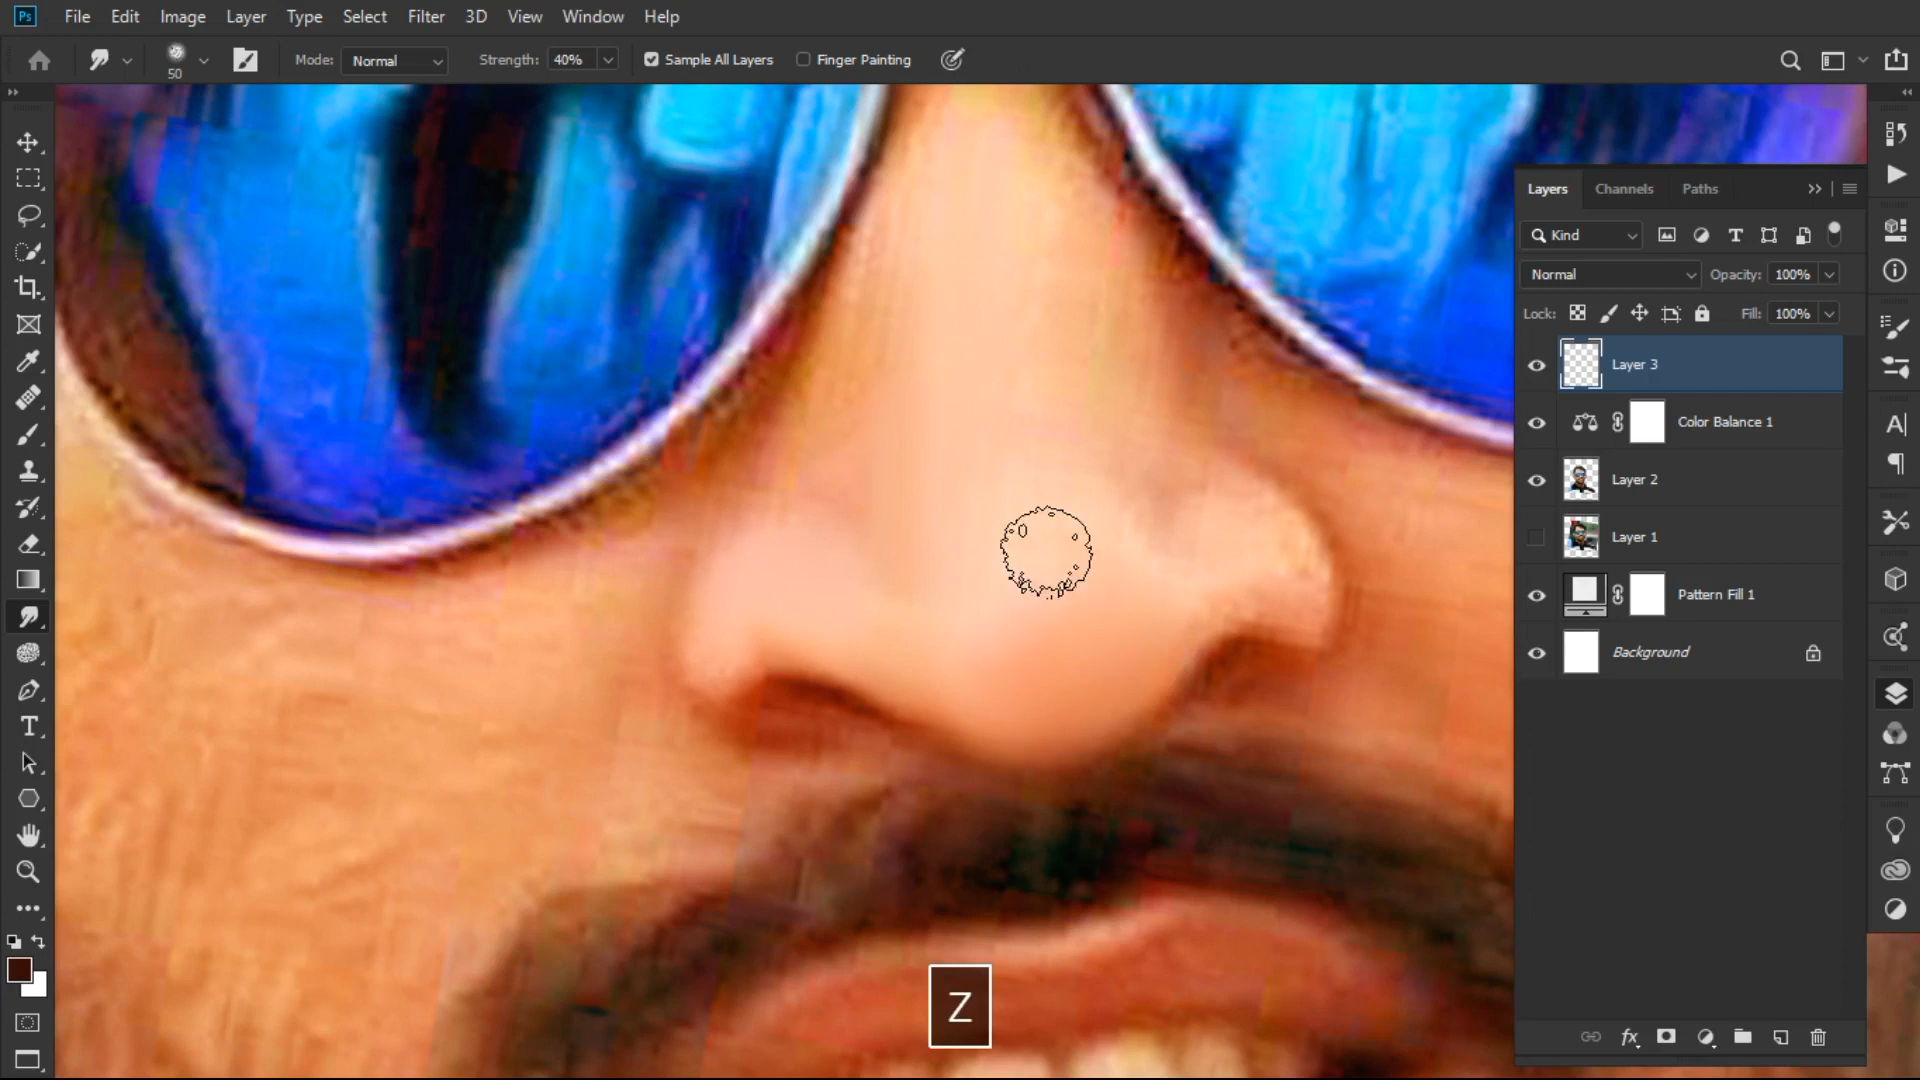 Ps File Edit Image Layer Type Select Filter 3D View Window Help
50 Mode: Normal Strength: 40% Sample All Layers Finger Painting
Layers Channels Paths
Kind
Normal Opacity: 100%
Lock: Fill: 100%
Layer 3
Color Balance 1
Layer 2
Layer 1
Pattern Fill 1
Background
Z